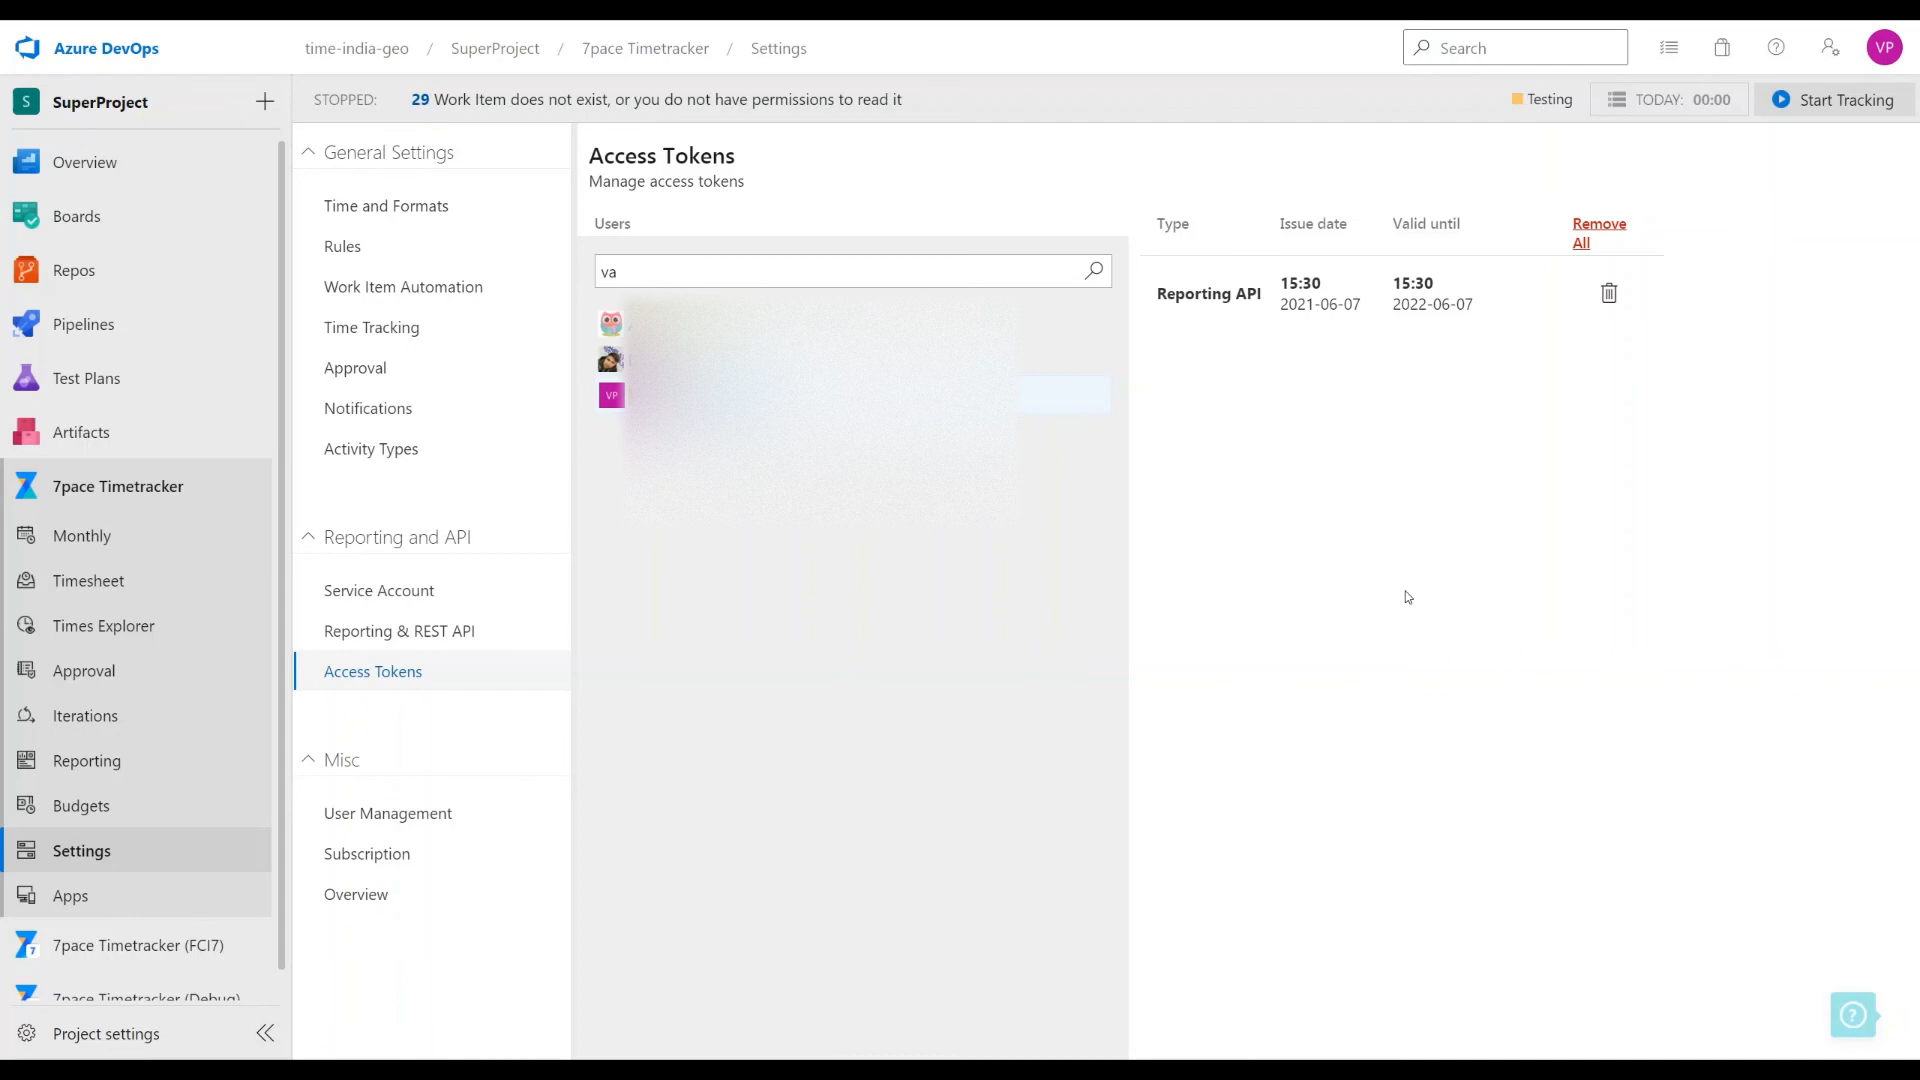 Azure DevOps
time-india-geo / SuperProject / 7pace Timetracker / Settings
Search
VP
S SuperProject
STOPPED: 29 Work Item does not exist, or you do not have permissions to read it
Testing
TODAY: 00:00
Start Tracking
Overview
Boards
Repos
Pipelines
Test Plans
Artifacts
7pace Timetracker
Monthly
Timesheet
Times Explorer
Approval
Iterations
Reporting
Budgets
Settings
Apps
7pace Timetracker (FCI7)
7pace Timetracker (Debug)
Project settings
General Settings
Time and Formats
Rules
Work Item Automation
Time Tracking
Approval
Notifications
Activity Types
Reporting and API
Service Account
Reporting & REST API
Access Tokens
Misc
User Management
Subscription
Overview
Access Tokens
Manage access tokens
Users
va
VP
Type Issue date Valid until Remove
All
Reporting API 15:30 15:30
2021-06-07 2022-06-07